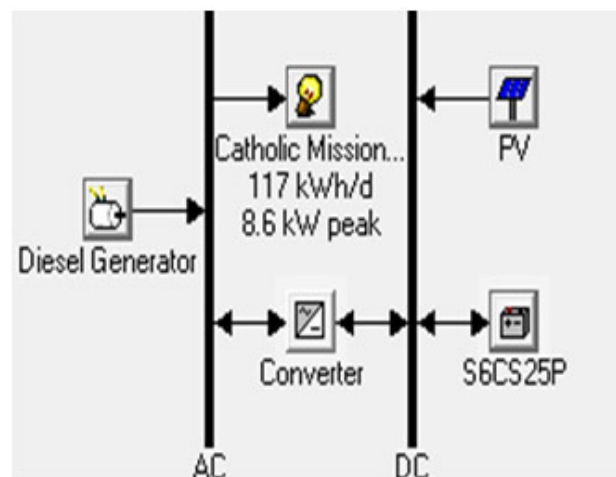 Catholic Mission...
117 kWh/d
8.6 kW peak
PV
Diesel Generator
Converter
S6CS25P
AC
DC